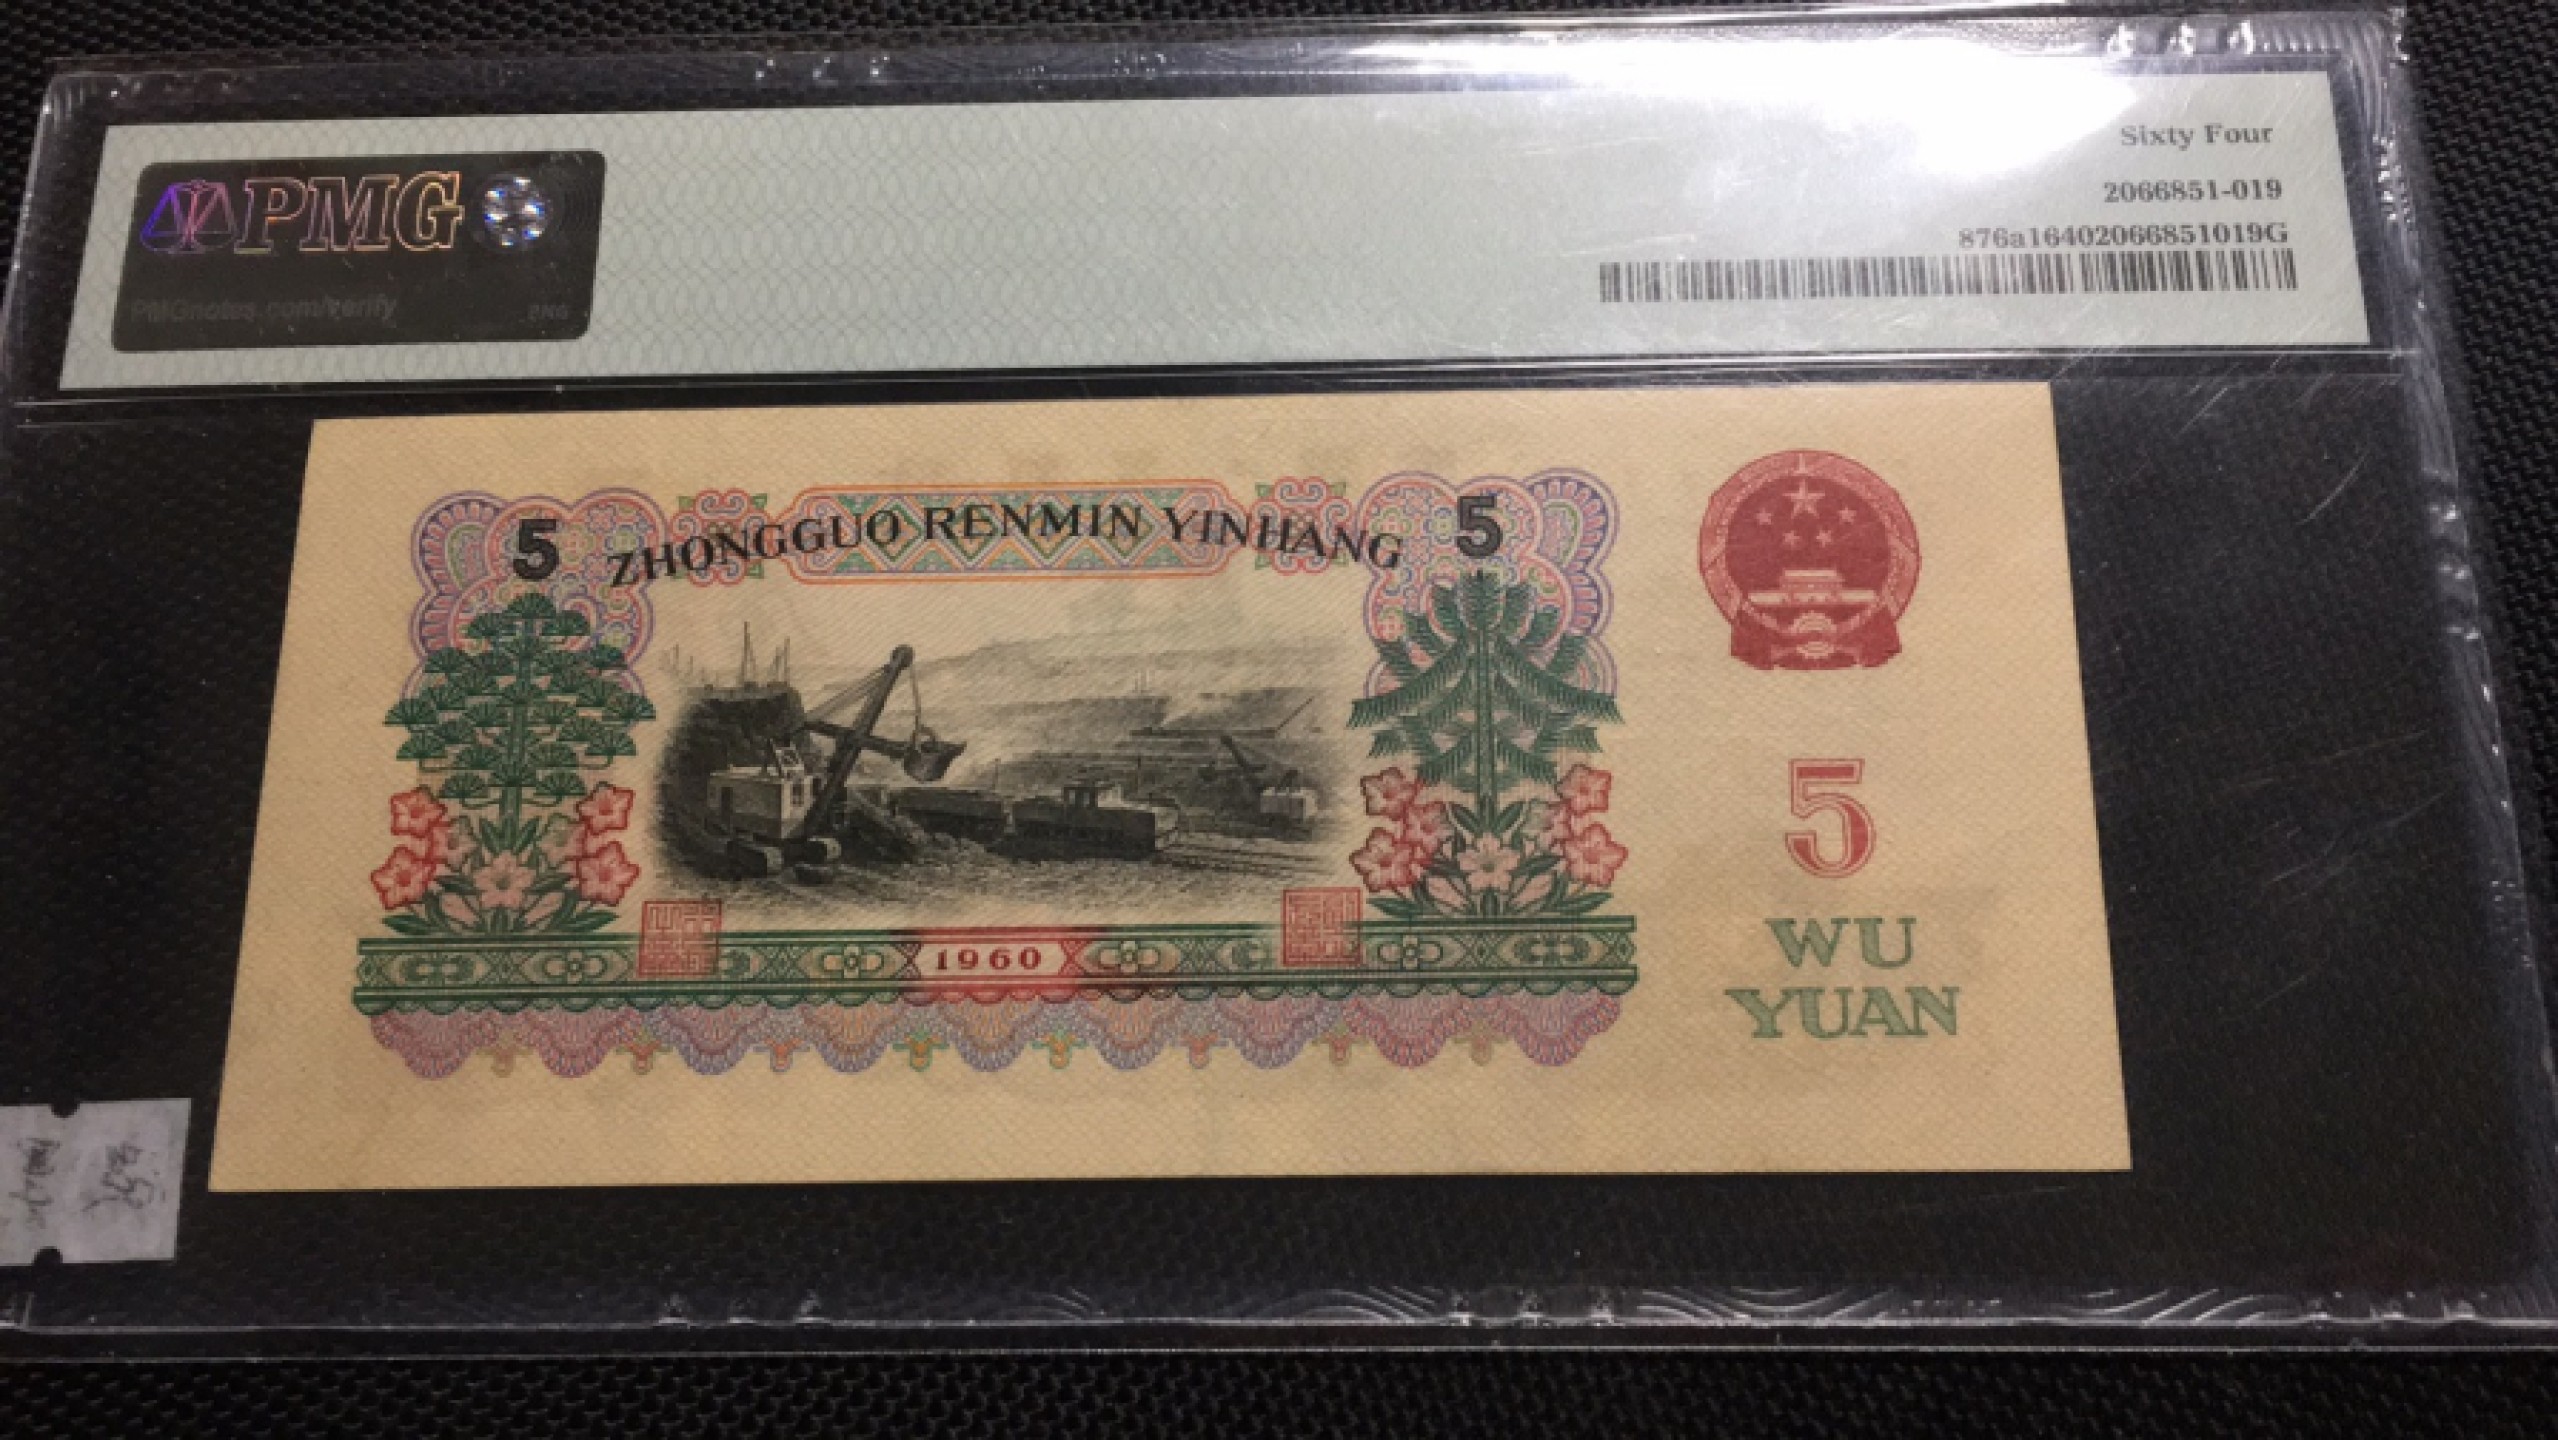 PMG
PMGnotes.com/verify
Sixty Four
2066851-019
876a16402066851019G
5 ZHONGGUO RENMIN YINHANG 5
1960
5
WU
YUAN